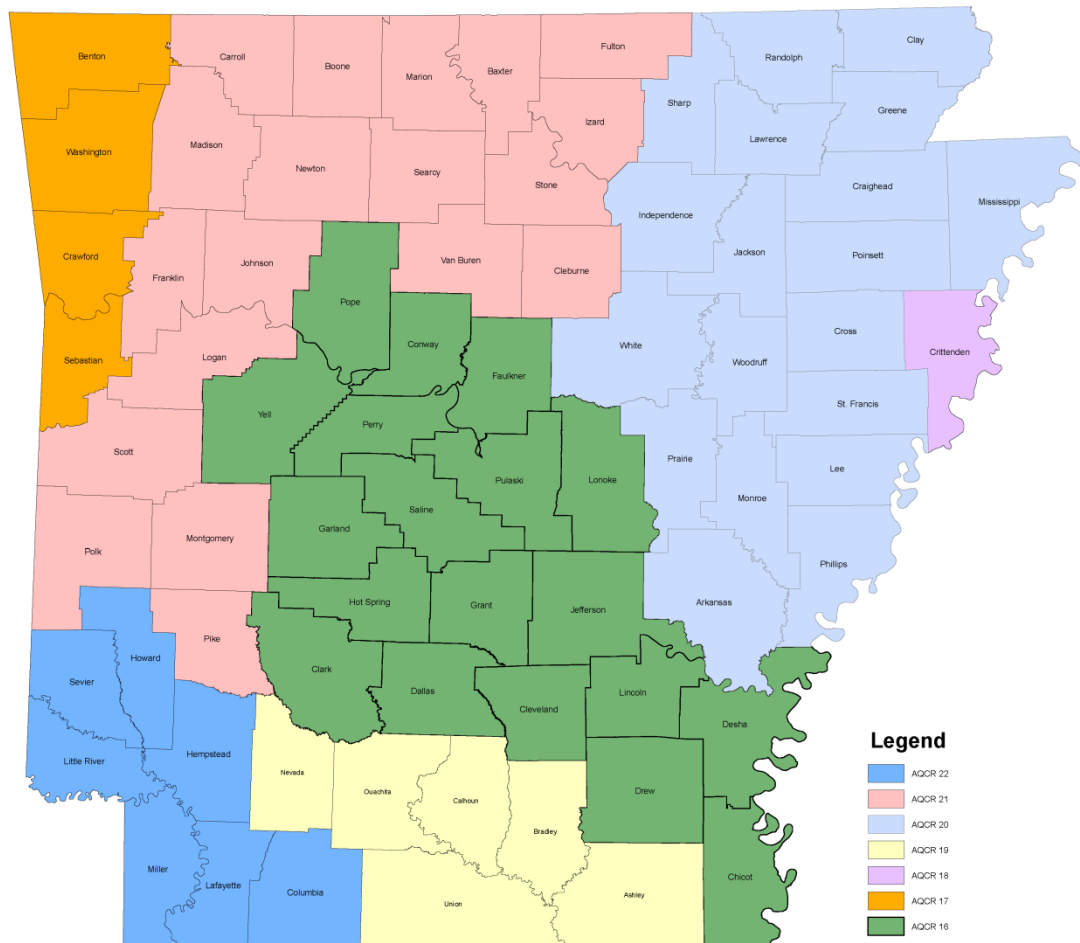 Benton
Carroll
Boone
Marion
Baxter
Fulton
Randolph
Clay
Sharp
Greene
Izard
Lawrence
Washington
Madison
Newton
Searcy
Stone
Craighead
Mississippi
Independence
Crawford
Franklin
Johnson
Van Buren
Cleburne
Jackson
Poinsett
Pope
Conway
Faulkner
White
Woodruff
Cross
Crittenden
Sebastian
Logan
Yell
Perry
St. Francis
Scott
Saline
Pulaski
Lonoke
Prairie
Monroe
Lee
Garland
Polk
Montgomery
Phillips
Hot Spring
Grant
Jefferson
Arkansas
Pike
Howard
Sevier
Clark
Dallas
Cleveland
Lincoln
Desha
Little River
Hempstead
Nevada
Ouachita
Calhoun
Bradley
Drew
Miller
Lafayette
Columbia
Union
Ashley
Chicot
Legend
AQCR 22
AQCR 21
AQCR 20
AQCR 19
AQCR 18
AQCR 17
AQCR 16